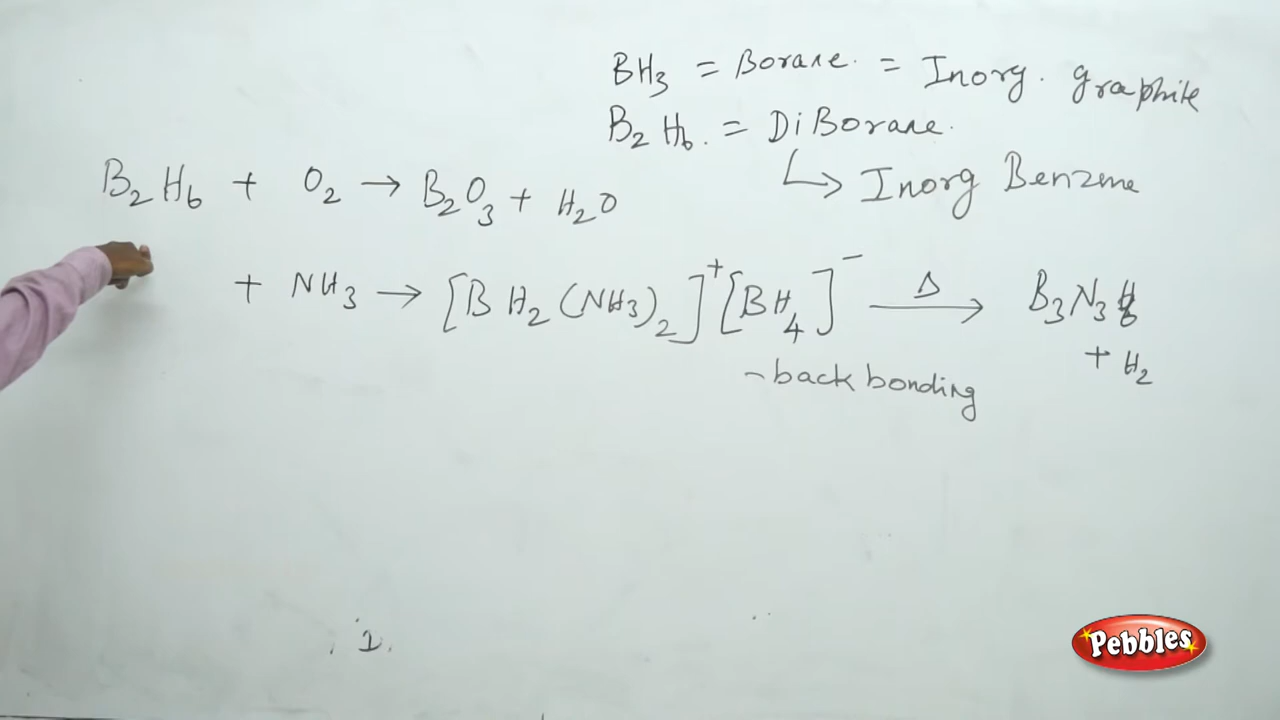 BH3 = Borane. = Inorg. graphite
B2H6. = DiBorane.
↳ Inorg Benzene
B2H6 + O2 → B2O3 + H2O
+ NH3 → [BH2(NH3)2]+[BH4]- Δ→ B3N3H6
+ H2
- back bonding
Pebbles